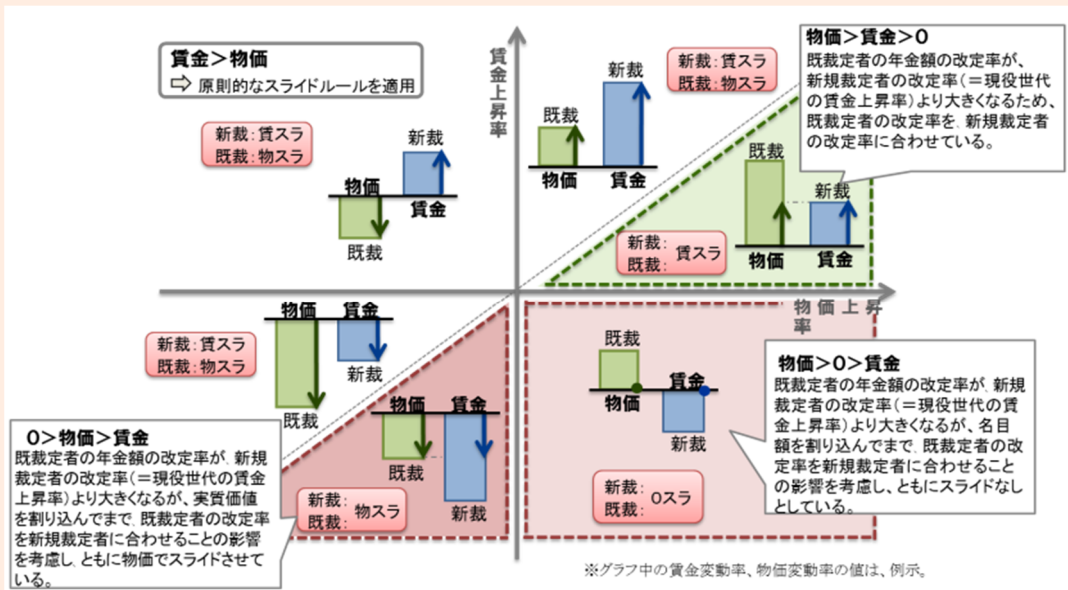 賃金>物価
⇨ 原則的なスライドルールを適用
賃金上昇率
新裁：賃スラ
既裁：物スラ
物価>賃金>０
既裁定者の年金額の改定率が、
新規裁定者の改定率(＝現役世代
の賃金上昇率)より大きくなるため、
既裁定者の改定率を、新規裁定者
の改定率に合わせている。
新裁：賃スラ
既裁：物スラ
新裁
物価
賃金
既裁
新裁
既裁
物価
賃金
既裁
新裁
物価
賃金
新裁：
既裁：
賃スラ
物価上昇
率
物価
賃金
新裁
既裁
新裁：賃スラ
既裁：物スラ
既裁
物価
賃金
新裁
物価>０>賃金
既裁定者の年金額の改定率が、新規
裁定者の改定率(＝現役世代の賃
金上昇率)より大きくなるが、名目
額を割り込んでまで、既裁定者の改
定率を新規裁定者に合わせること
の影響を考慮し、ともにスライドなし
としている。
物価
賃金
既裁
新裁
０>物価>賃金
既裁定者の年金額の改定率が、新規
裁定者の改定率(＝現役世代の賃金
上昇率)より大きくなるが、実質価値
を割り込んでまで、既裁定者の改定率
を新規裁定者に合わせることの影響
を考慮し、ともに物価でスライドさせて
いる。
新裁：
既裁：
物スラ
新裁：
既裁：
０スラ
※グラフ中の賃金変動率、物価変動率の値は、例示。